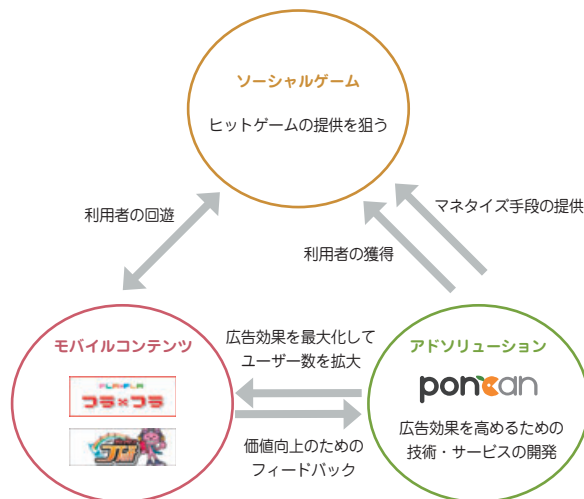 ソーシャルゲーム
ヒットゲームの提供を狙う
利用者の回遊
マネタイズ手段の提供
利用者の獲得
広告効果を最大化して
ユーザー数を拡大
モバイルコンテンツ
フラ×フラ
アドソリューション
poncan
広告効果を高めるための
技術・サービスの開発
価値向上のための
フィードバック